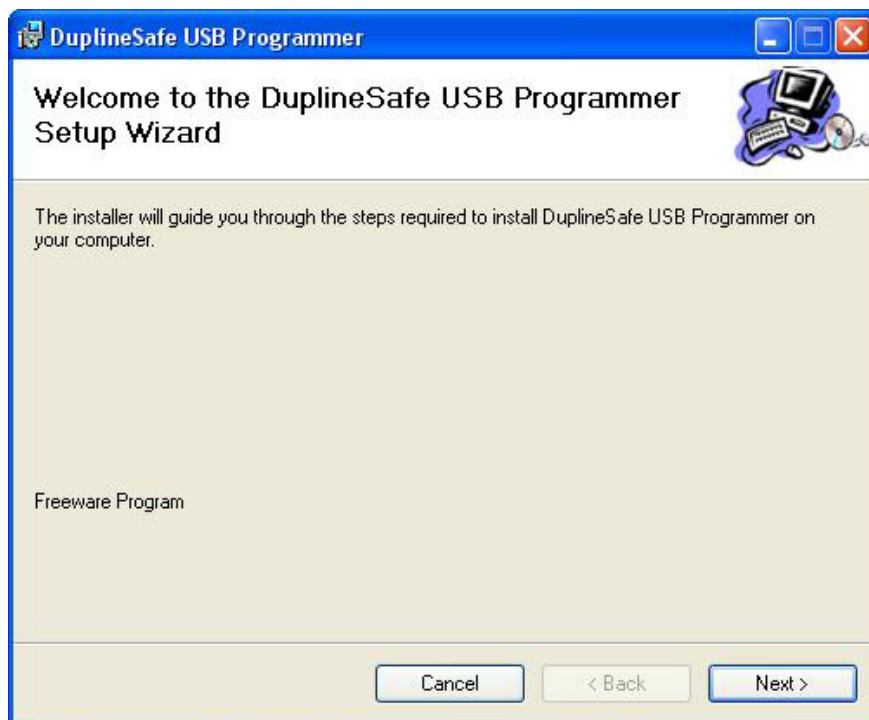 DuplineSafe USB Programmer
Welcome to the DuplineSafe USB Programmer
Setup Wizard
The installer will guide you through the steps required to install DuplineSafe USB Programmer on
your computer.
Freeware Program
Cancel
< Back
Next >